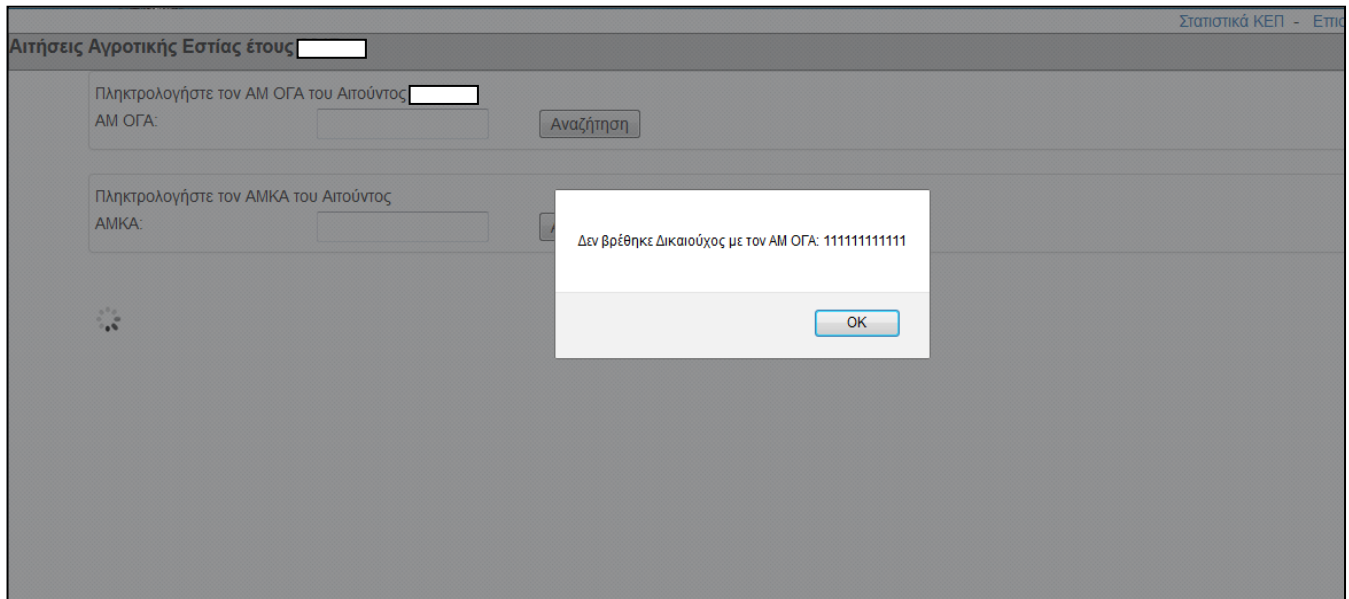 Στατιστικά ΚΕΠ -
Αιτήσεις Αγροτικής Εστίας έτους
Πληκτρολογήστε τον ΑΜ ΟΓΑ του Αιτούντος
ΑΜ ΟΓΑ:
Αναζήτηση
Πληκτρολογήστε τον ΑΜΚΑ του Αιτούντος
ΑΜΚΑ:
Δεν βρέθηκε Δικαιούχος με τον ΑΜ ΟΓΑ: 111111111111
OK